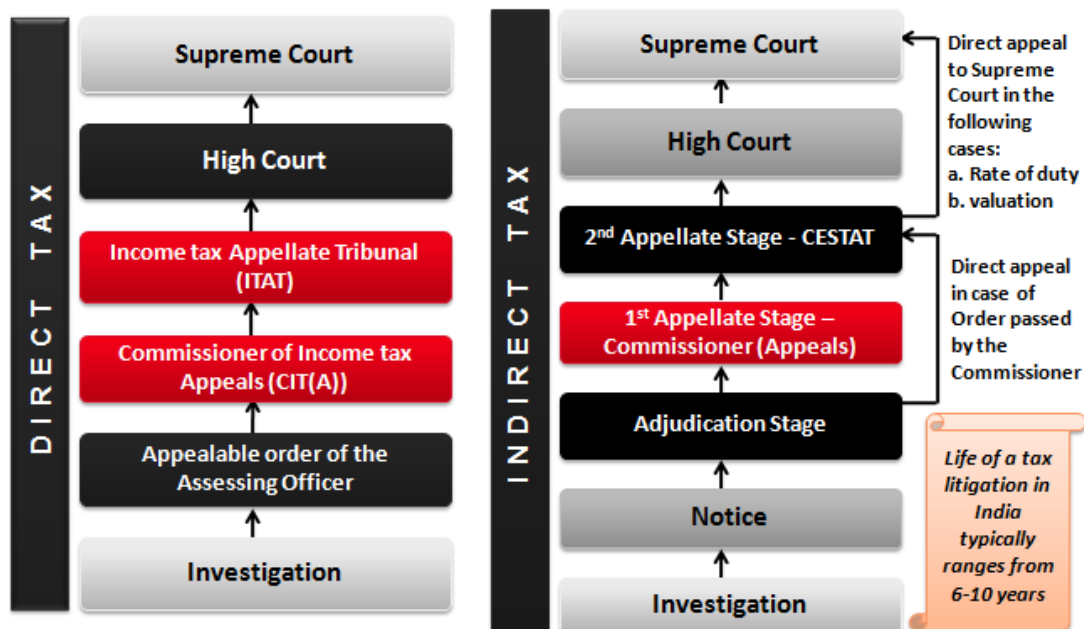 DIRECT TAX
Supreme Court
High Court
Income tax Appellate Tribunal
(ITAT)
Commissioner of Income tax
Appeals (CIT(A))
Appealable order of the
Assessing Officer
Investigation
INDIRECT TAX
Supreme Court
High Court
2nd Appellate Stage - CESTAT
1st Appellate Stage –
Commissioner (Appeals)
Adjudication Stage
Notice
Investigation
Direct appeal
to Supreme
Court in the
following
cases:
a. Rate of duty
b. valuation
Direct appeal
in case of
Order passed
by the
Commissioner
Life of a tax
litigation in
India
typically
ranges from
6-10 years